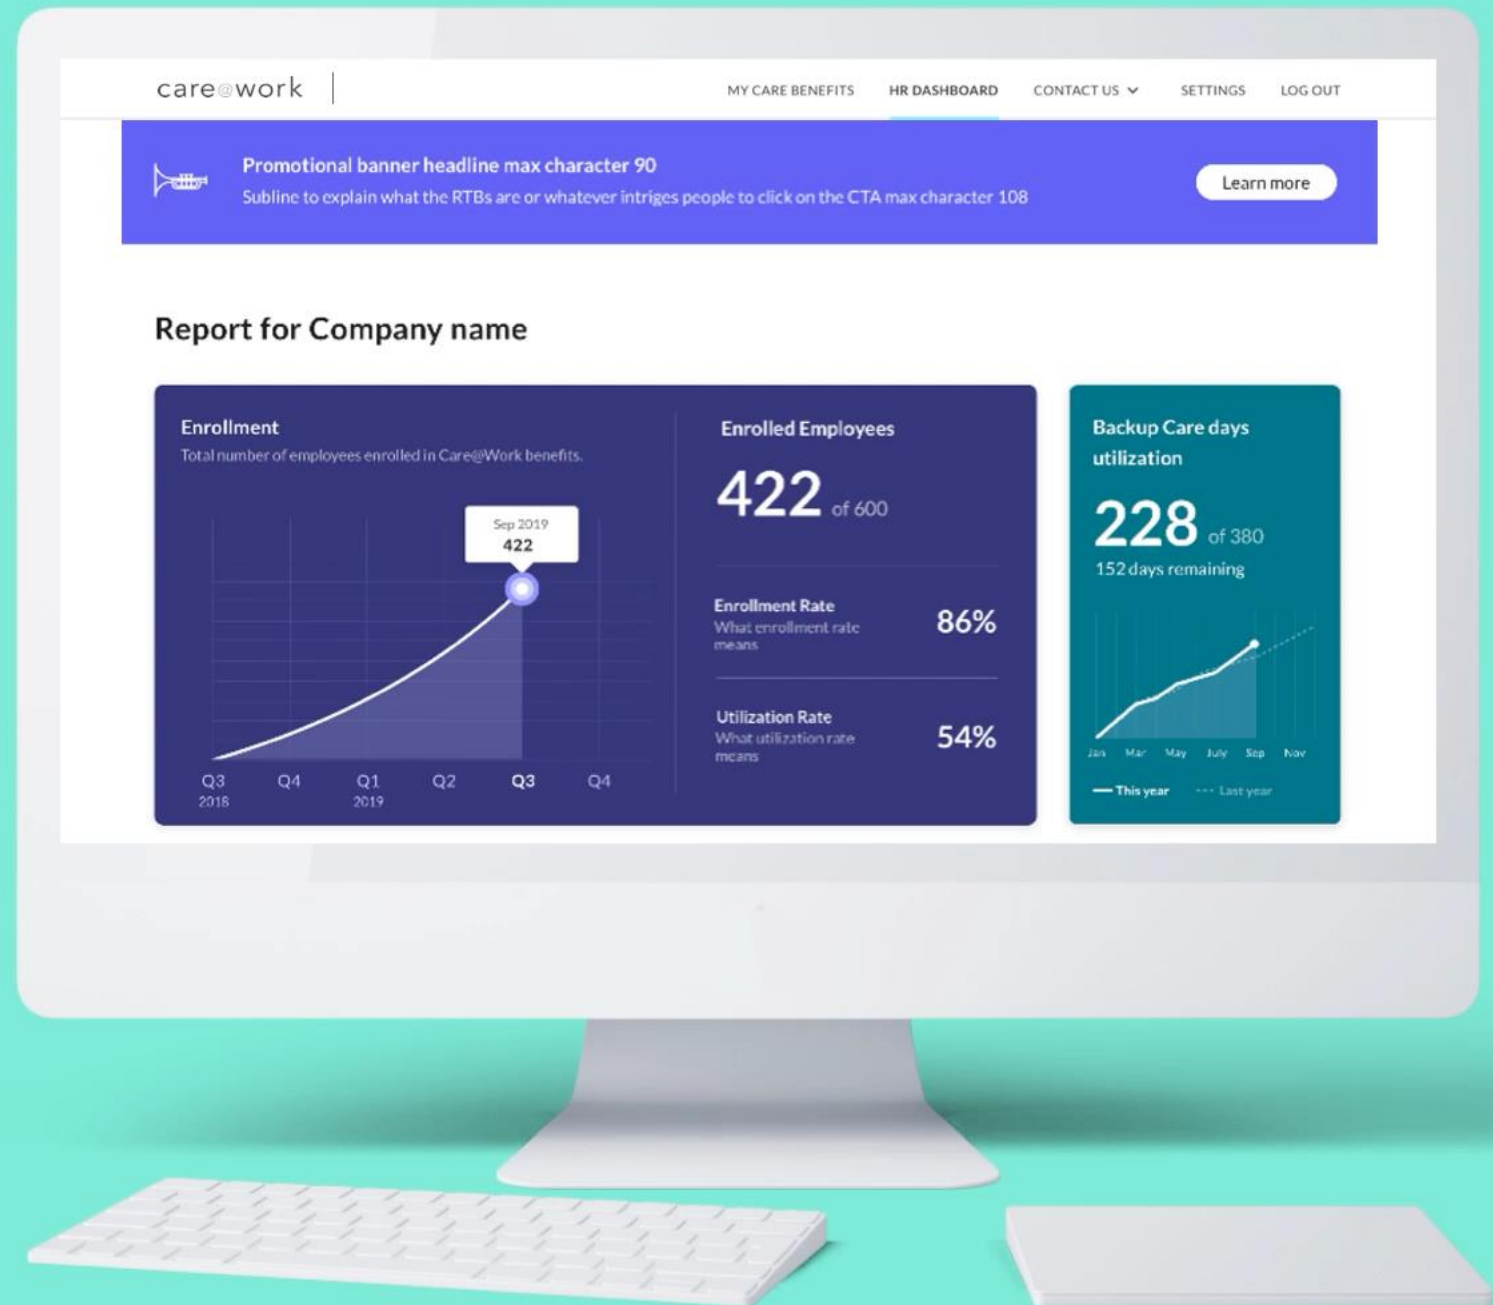 care@work
MY CARE BENEFITS
HR DASHBOARD
CONTACT US
SETTINGS
LOG OUT
Promotional banner headline max character 90
Subline to explain what the RTBs are or whatever intriges people to click on the CTA max character 108
Learn more
Report for Company name
Enrollment
Total number of employees enrolled in Care@Work benefits.
Sep 2019
422
Q3 Q4 Q1 Q2 Q3 Q4
2018 2019
Enrolled Employees
422 of 600
Enrollment Rate
What enrollment rate
means
86%
Utilization Rate
What utilization rate
means
54%
Backup Care days
utilization
228 of 380
152 days remaining
Jan Mar May July Sep Nov
This year
Last year